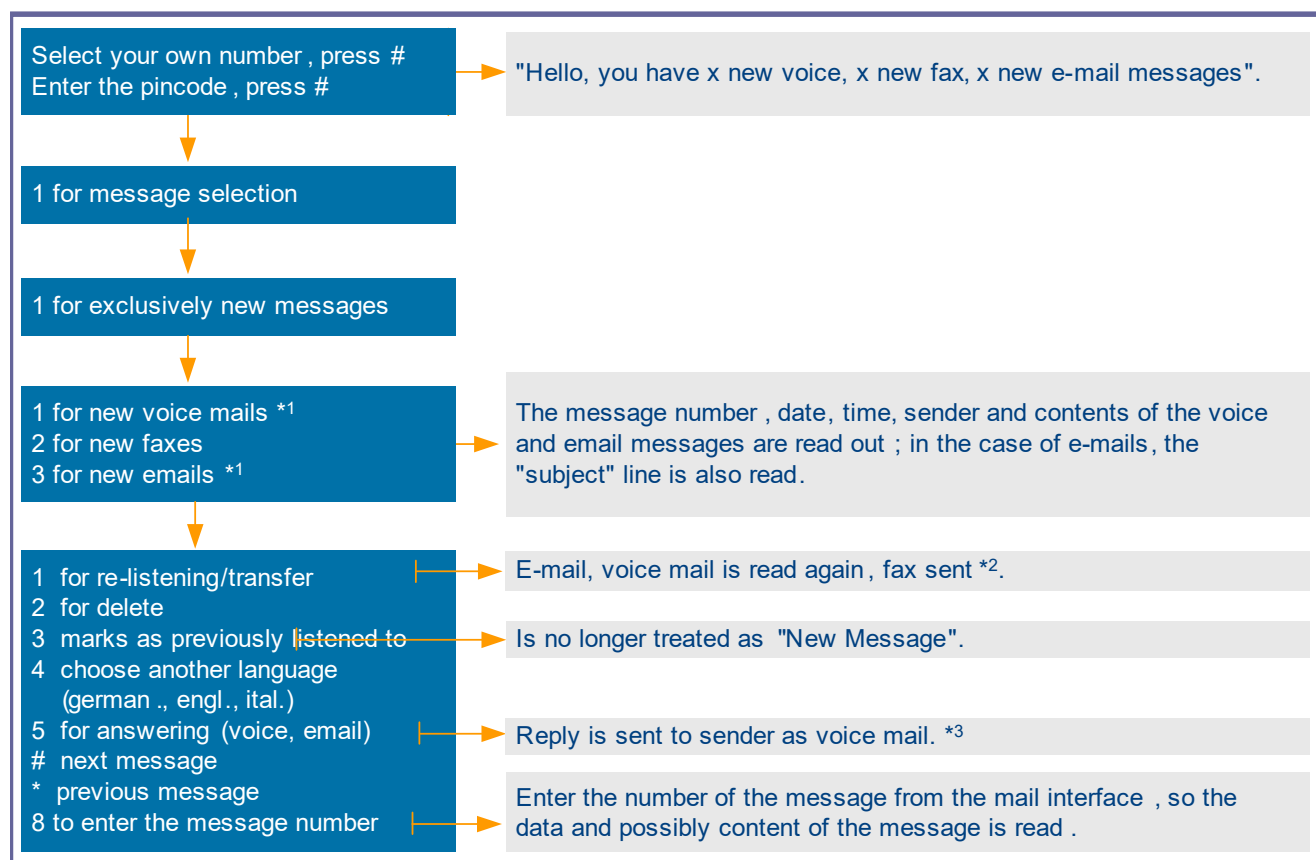 Select your own number, press #
Enter the pincode, press #
"Hello, you have x new voice, x new fax, x new e-mail messages".
1 for message selection
1 for exclusively new messages
1 for new voice mails *1
2 for new faxes
3 for new emails *1
The message number, date, time, sender and contents of the voice
and email messages are read out ; in the case of e-mails, the
"subject" line is also read.
1 for re-listening/transfer
2 for delete
3 marks as previously listened to
4 choose another language
(german ., engl., ital.)
5 for answering (voice, email)
# next message
* previous message
8 to enter the message number
E-mail, voice mail is read again, fax sent *2.
Is no longer treated as "New Message".
Reply is sent to sender as voice mail. *3
Enter the number of the message from the mail interface , so the
data and possibly content of the message is read .